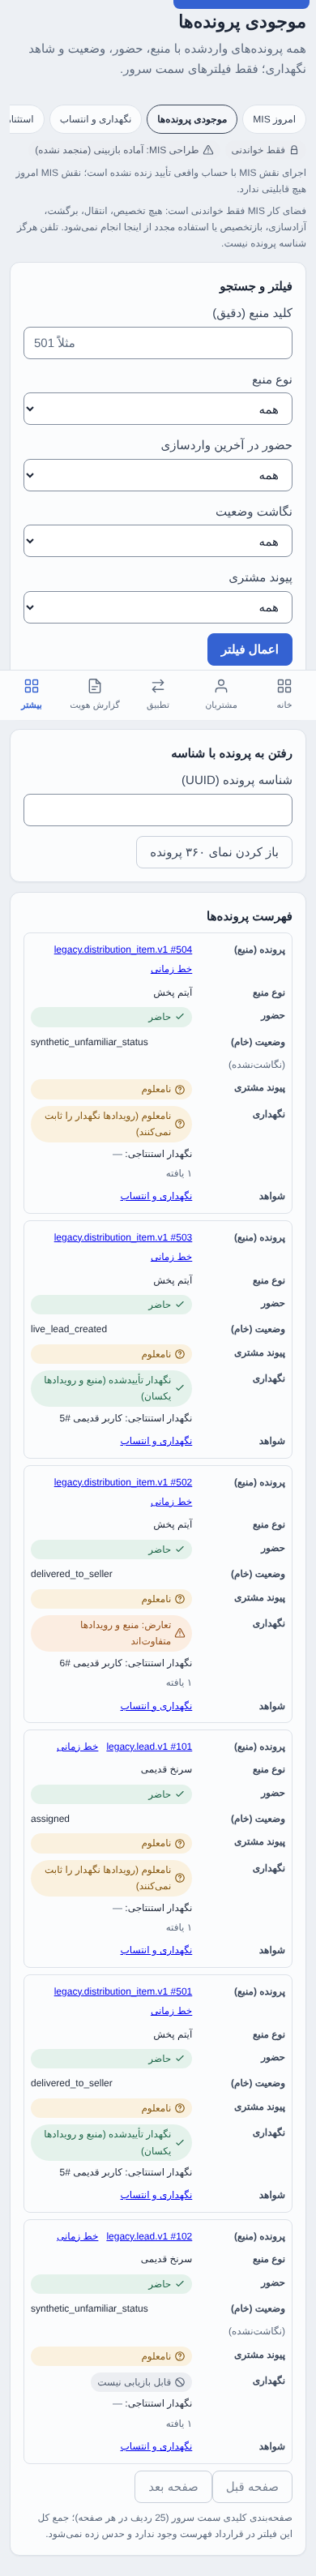 موجودی پرونده‌ها
همه پرونده‌های واردشده با منبع، حضور، وضعیت و شاهد
نگهداری؛ فقط فیلترهای سمت سرور.
امروز MIS
موجودی پرونده‌ها
نگهداری و انتساب
استثناء
فقط خواندنی
طراحی MIS: آماده بازبینی (منجمد نشده)
اجرای نقش MIS با حساب واقعی تأیید زنده نشده است؛ نقش MIS امروز
هیچ قابلیتی ندارد.
فضای کار MIS فقط خواندنی است: هیچ تخصیص، انتقال، برگشت،
آزادسازی، بازتخصیص یا استفاده مجدد از اینجا انجام نمی‌شود. تلفن هرگز
شناسه پرونده نیست.
فیلتر و جستجو
کلید منبع (دقیق)
مثلاً 501
نوع منبع
همه
حضور در آخرین واردسازی
همه
نگاشت وضعیت
همه
پیوند مشتری
همه
اعمال فیلتر
خانه
مشتریان
تطبیق
گزارش هویت
بیشتر
رفتن به پرونده با شناسه
شناسه پرونده (UUID)
باز کردن نمای ۳۶۰ پرونده
فهرست پرونده‌ها
پرونده (منبع)
legacy.distribution_item.v1 #504
خط زمانی
نوع منبع
آیتم پخش
حضور
حاضر
وضعیت (خام)
synthetic_unfamiliar_status
(نگاشت‌نشده)
پیوند مشتری
نامعلوم
نگهداری
نامعلوم (رویدادها نگهدار را ثابت
نمی‌کنند)
نگهدار استنتاجی: —
۱ یافته
شواهد
نگهداری و انتساب
پرونده (منبع)
legacy.distribution_item.v1 #503
خط زمانی
نوع منبع
آیتم پخش
حضور
حاضر
وضعیت (خام)
live_lead_created
پیوند مشتری
نامعلوم
نگهداری
نگهدار تأییدشده (منبع و رویدادها
یکسان)
نگهدار استنتاجی: کاربر قدیمی #5
شواهد
نگهداری و انتساب
پرونده (منبع)
legacy.distribution_item.v1 #502
خط زمانی
نوع منبع
آیتم پخش
حضور
حاضر
وضعیت (خام)
delivered_to_seller
پیوند مشتری
نامعلوم
نگهداری
تعارض: منبع و رویدادها
متفاوت‌اند
نگهدار استنتاجی: کاربر قدیمی #6
۱ یافته
شواهد
نگهداری و انتساب
پرونده (منبع)
legacy.lead.v1 #101
خط زمانی
نوع منبع
سرنخ قدیمی
حضور
حاضر
وضعیت (خام)
assigned
پیوند مشتری
نامعلوم
نگهداری
نامعلوم (رویدادها نگهدار را ثابت
نمی‌کنند)
نگهدار استنتاجی: —
۱ یافته
شواهد
نگهداری و انتساب
پرونده (منبع)
legacy.distribution_item.v1 #501
خط زمانی
نوع منبع
آیتم پخش
حضور
حاضر
وضعیت (خام)
delivered_to_seller
پیوند مشتری
نامعلوم
نگهداری
نگهدار تأییدشده (منبع و رویدادها
یکسان)
نگهدار استنتاجی: کاربر قدیمی #5
شواهد
نگهداری و انتساب
پرونده (منبع)
legacy.lead.v1 #102
خط زمانی
نوع منبع
سرنخ قدیمی
حضور
حاضر
وضعیت (خام)
synthetic_unfamiliar_status
(نگاشت‌نشده)
پیوند مشتری
نامعلوم
نگهداری
قابل بازیابی نیست
نگهدار استنتاجی: —
۱ یافته
شواهد
نگهداری و انتساب
صفحه قبل
صفحه بعد
صفحه‌بندی کلیدی سمت سرور (25 ردیف در هر صفحه)؛ جمع کل
این فیلتر در قرارداد فهرست وجود ندارد و حدس زده نمی‌شود.